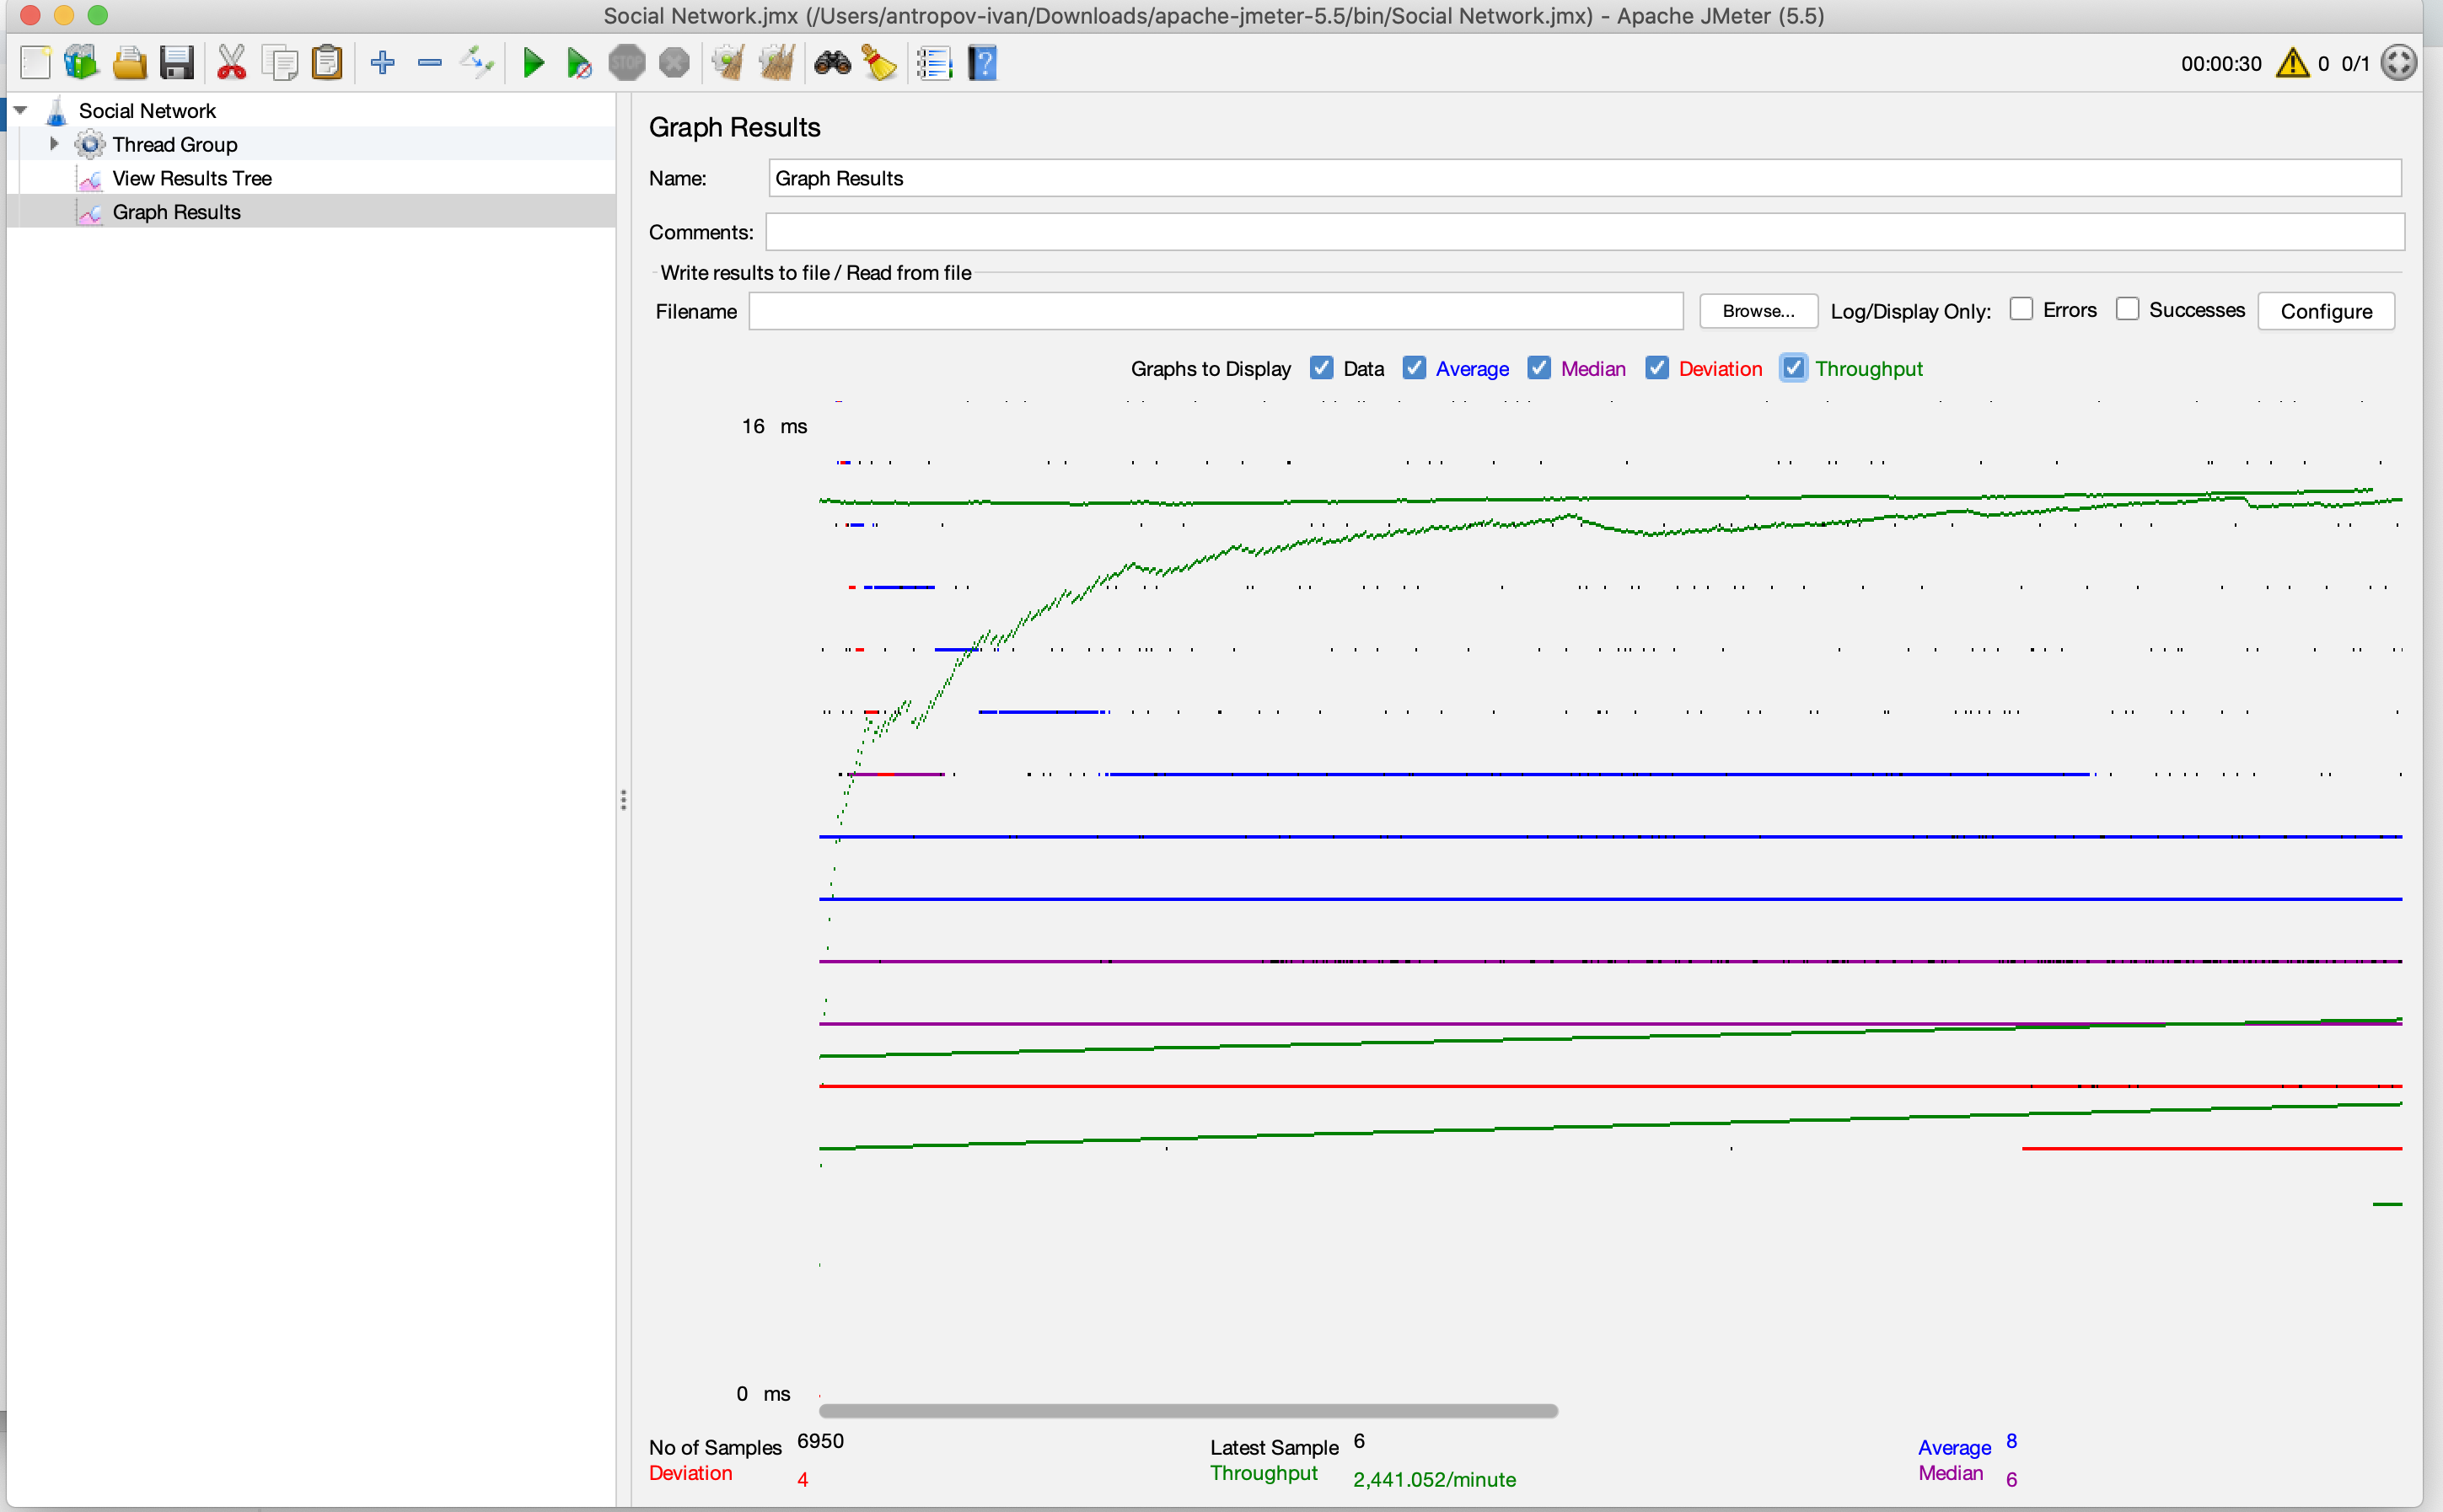 Social Network.jmx (/Users/antropov-ivan/Downloads/apache-jmeter-5.5/bin/Social Network.jmx) - Apache JMeter (5.5)
STOP
?
00:00:30 0 0/1
Social Network
Thread Group
View Results Tree
Graph Results
Graph Results
Name: Graph Results
Comments:
Write results to file / Read from file
Filename Browse... Log/Display Only: Errors Successes Configure
Graphs to Display Data Average Median Deviation Throughput
16 ms
0 ms
No of Samples 6950 Latest Sample 6 Average 8
Deviation 4 Throughput 2,441.052/minute Median 6